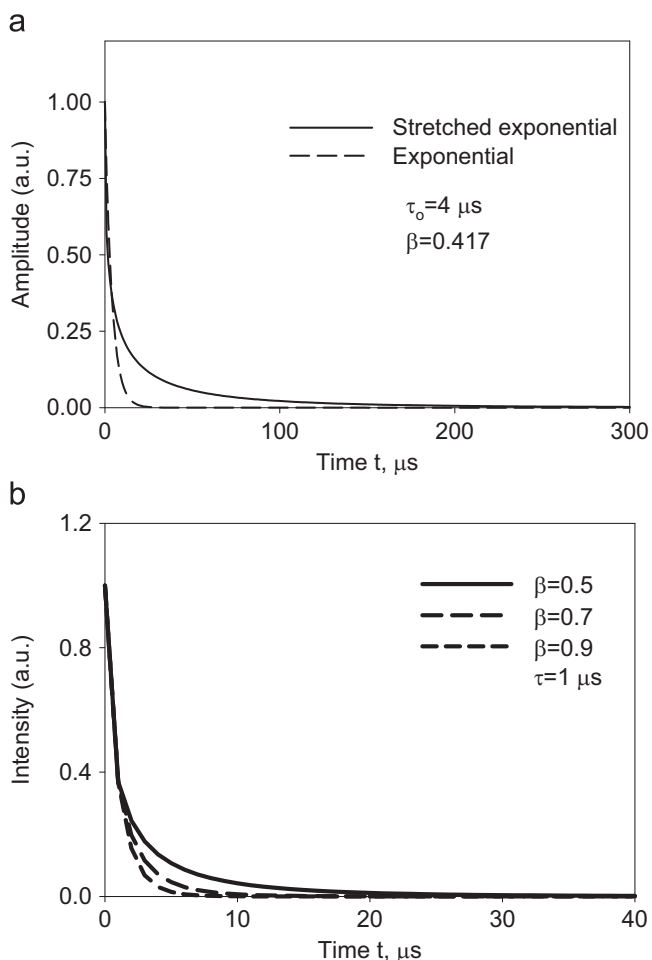 a
Amplitude (a.u.)
1.00
0.75
0.50
0.25
0.00
Stretched exponential
Exponential
τo=4 μs
β=0.417
0 100 200 300
Time t, μs
b
Intensity (a.u.)
1.2
0.8
0.4
0.0
β=0.5
β=0.7
β=0.9
τ=1 μs
0 10 20 30 40
Time t, μs